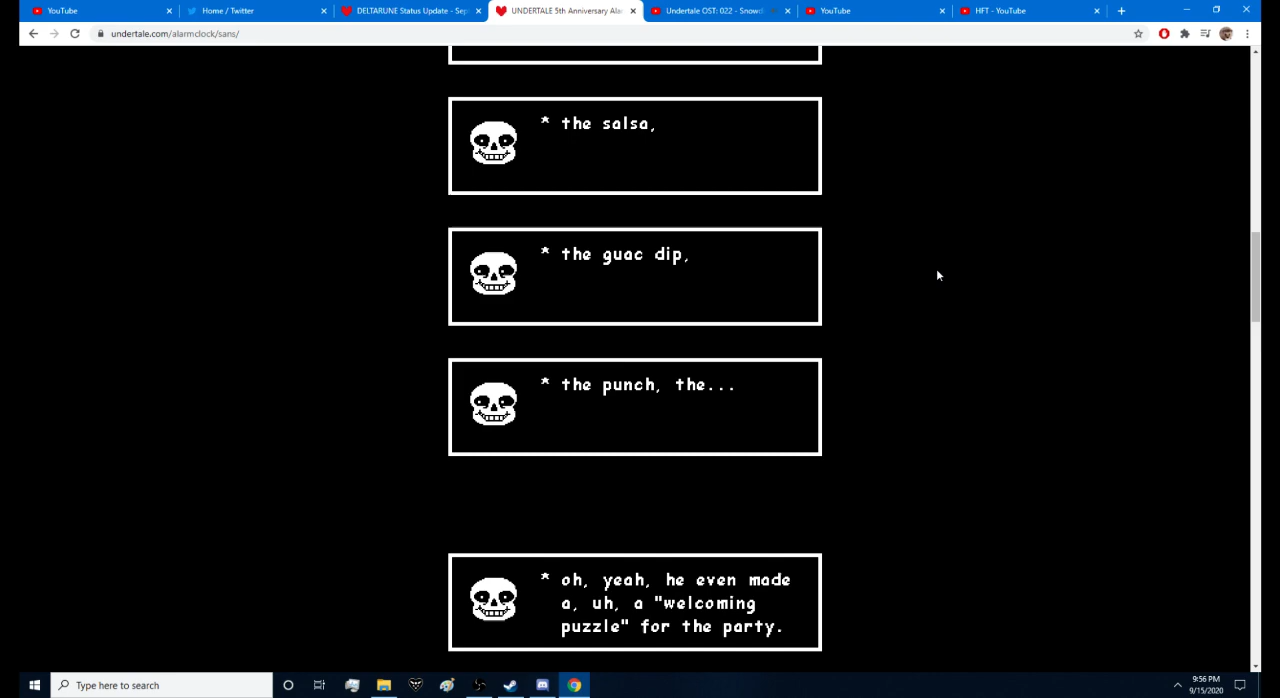 YouTube
Home / Twitter
DELTARUNE Status Update - Sep
UNDERTALE 5th Anniversary Ala
Undertale OST: 022 - Snowd
YouTube
HFT - YouTube
undertale.com/alarmclock/sans/
* the salsa,
* the guac dip,
* the punch, the...
* oh, yeah, he even made
a, uh, a "welcoming
puzzle" for the party.
Type here to search
9:56 PM
9/15/2020